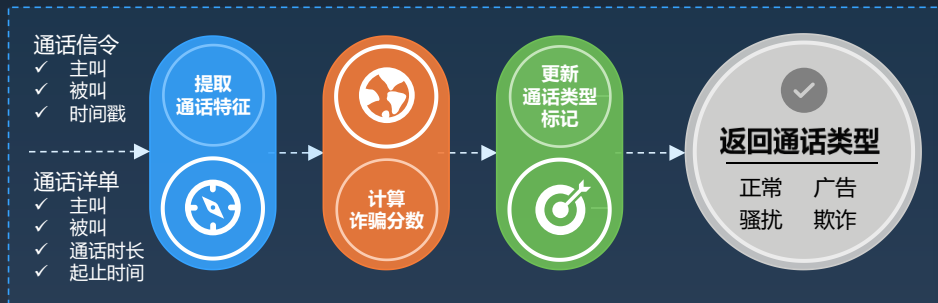 通话信令
✓ 主叫
✓ 被叫
✓ 时间戳
通话详单
✓ 主叫
✓ 被叫
✓ 通话时长
✓ 起止时间
提取
通话特征
计算
诈骗分数
更新
通话类型
标记
返回通话类型
正常 广告
骚扰 欺诈